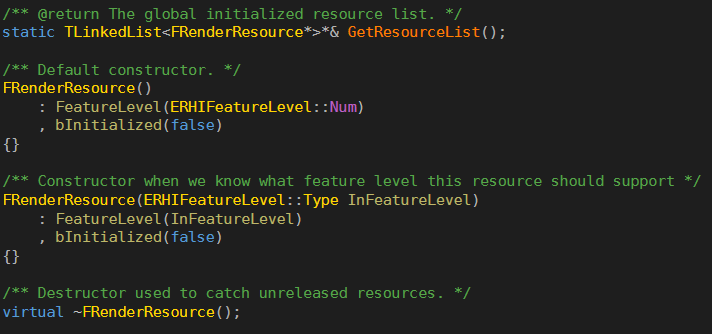 /** @return The global initialized resource list. */
static TLinkedList<FRenderResource*>*& GetResourceList();
/** Default constructor. */
FRenderResource()
: FeatureLevel(ERHIFeatureLevel::Num)
, bInitialized(false)
{}
/** Constructor when we know what feature level this resource should support */
FRenderResource(ERHIFeatureLevel::Type InFeatureLevel)
: FeatureLevel(InFeatureLevel)
, bInitialized(false)
{}
/** Destructor used to catch unreleased resources. */
virtual ~FRenderResource();